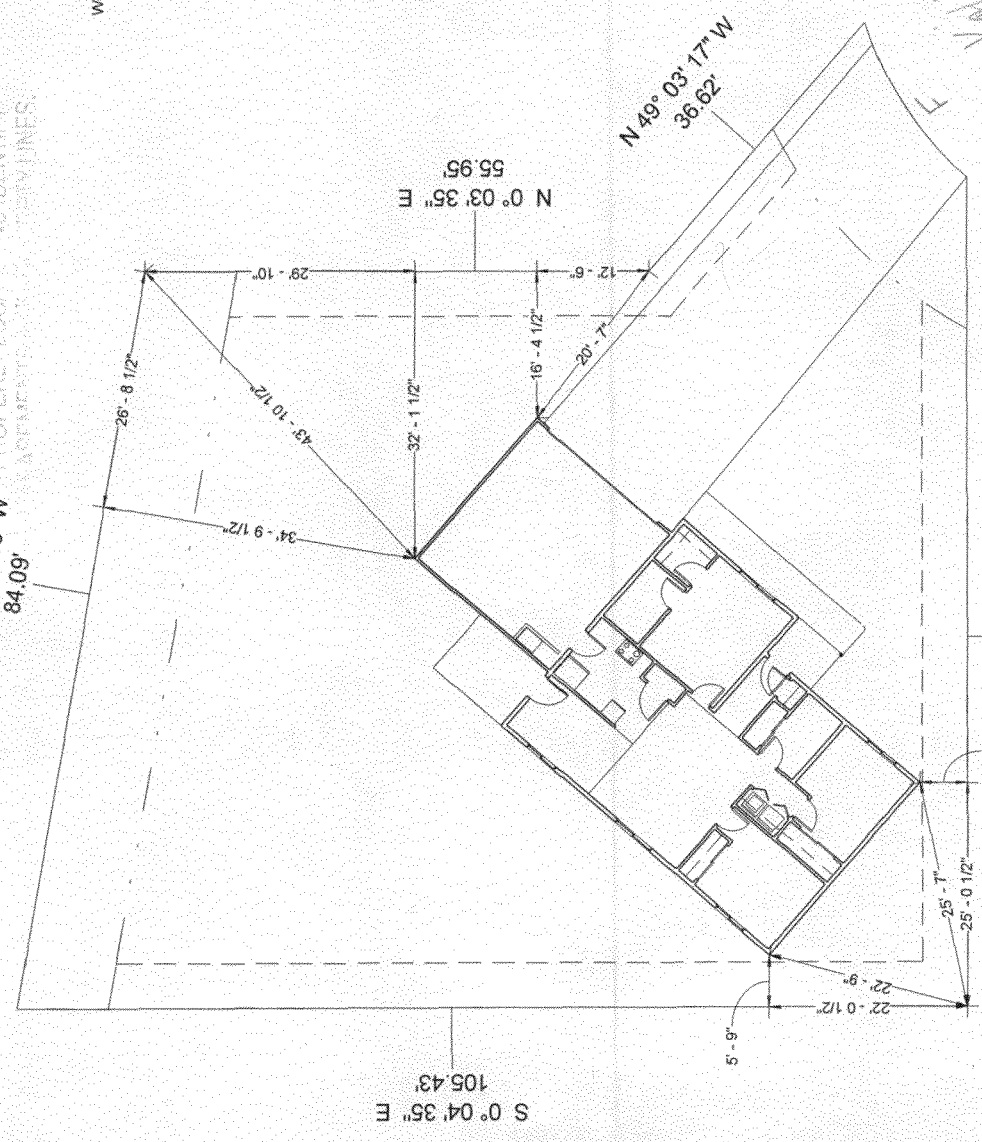 W
84.09'
26' - 8 1/2"
N 49° 03' 17" W
36.62'
N 0° 03' 35" E
55.95'
29' - 10"
43' - 10 1/2"
34' - 9 1/2"
32' - 1 1/2"
16' - 4 1/2"
12' - 6"
20' - 7"
S 0° 04' 35" E
105.43'
5' - 9"
22' - 0 1/2"
22' - 9"
25' - 7"
25' - 0 1/2"